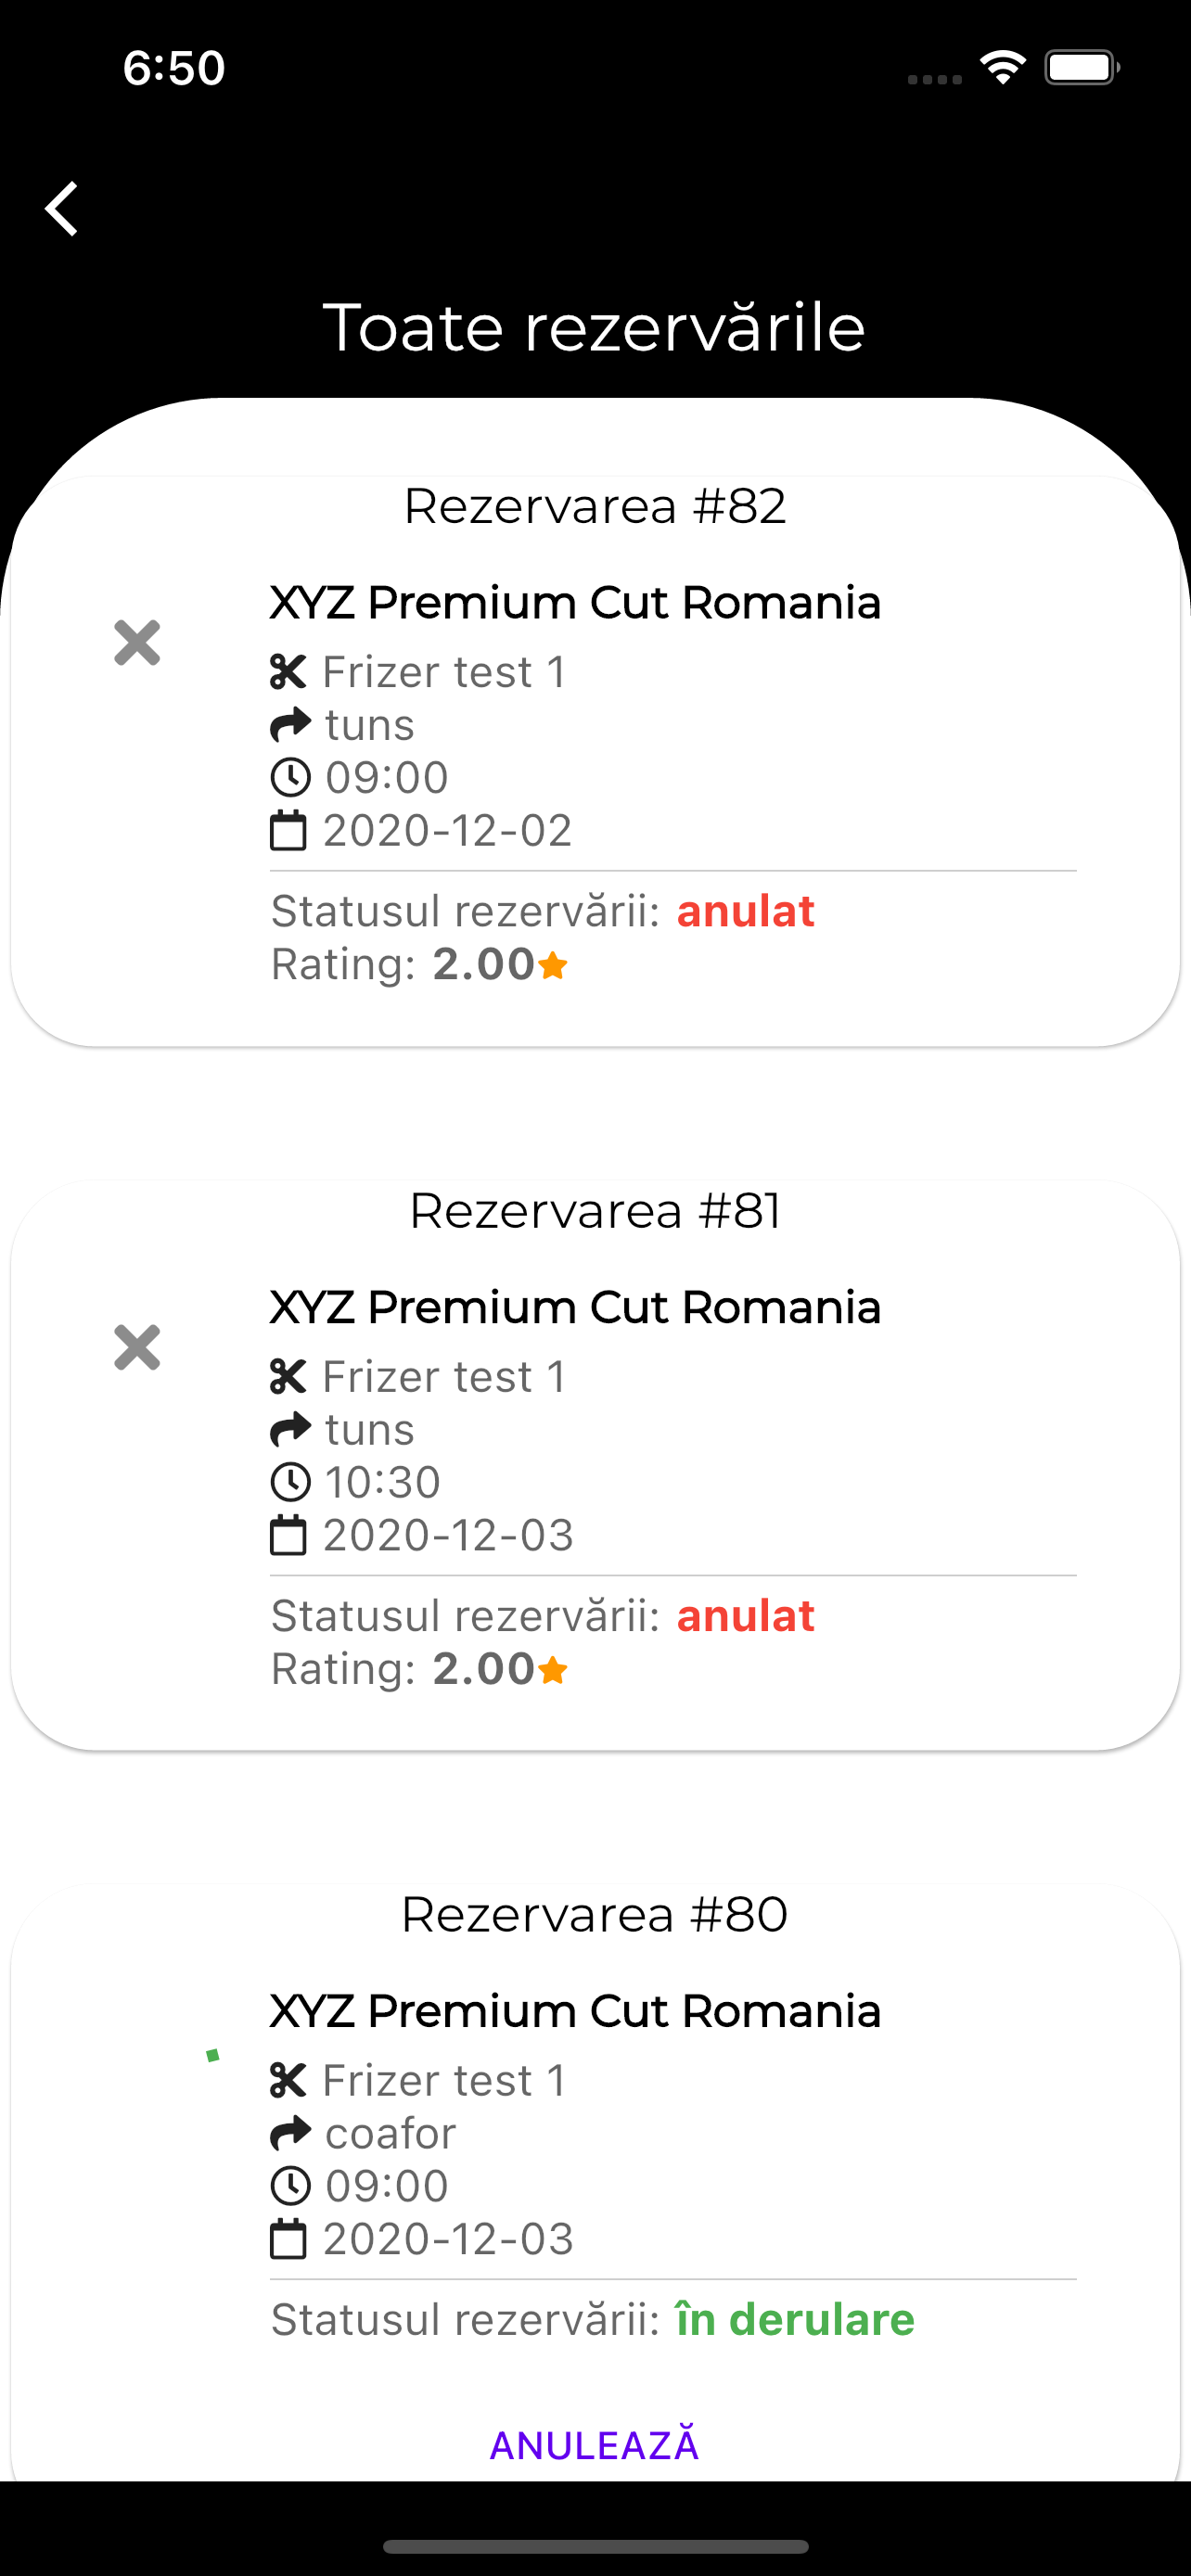 6:50
Toate rezervările
Rezervarea #82
XYZ Premium Cut Romania
Frizer test 1
tuns
09:00
2020-12-02
Statusul rezervării: anulat
Rating: 2.00
Rezervarea #81
XYZ Premium Cut Romania
Frizer test 1
tuns
10:30
2020-12-03
Statusul rezervării: anulat
Rating: 2.00
Rezervarea #80
XYZ Premium Cut Romania
Frizer test 1
coafor
09:00
2020-12-03
Statusul rezervării: în derulare
ANULEAZĂ